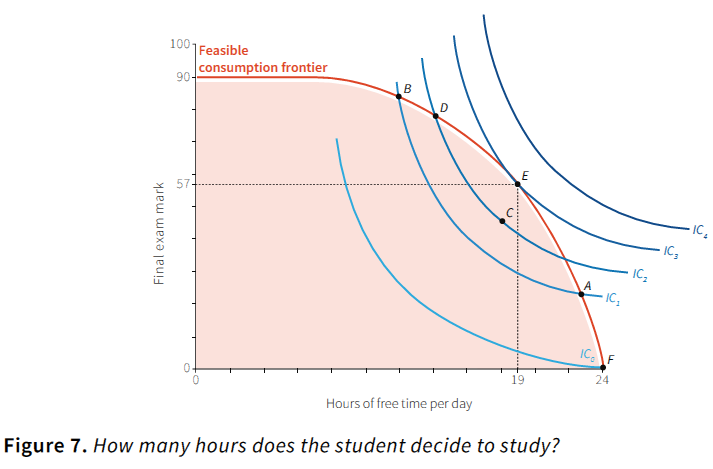 100
Feasible
consumption frontier
90
B
D
E
57
C
Final exam mark
IC4
IC3
IC2
A
IC1
IC0
F
0
0
19
24
Hours of free time per day
Figure 7. How many hours does the student decide to study?